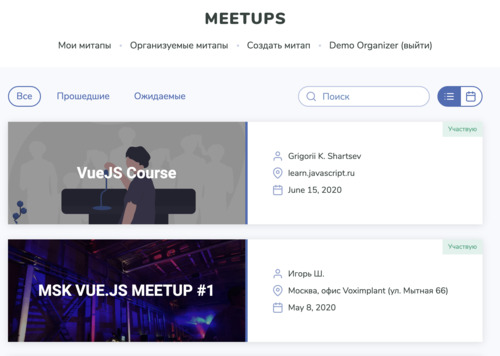 MEETUPS
Мои митапы • Организуемые митапы • Создать митап • Demo Organizer (выйти)
Все Прошедшие Ожидаемые Поиск
Участвую
VueJS Course
Grigorii K. Shartsev
learn.javascript.ru
June 15, 2020
Участвую
MSK VUE.JS MEETUP #1
Игорь Ш.
Москва, офис Voximplant (ул. Мытная 66)
May 8, 2020